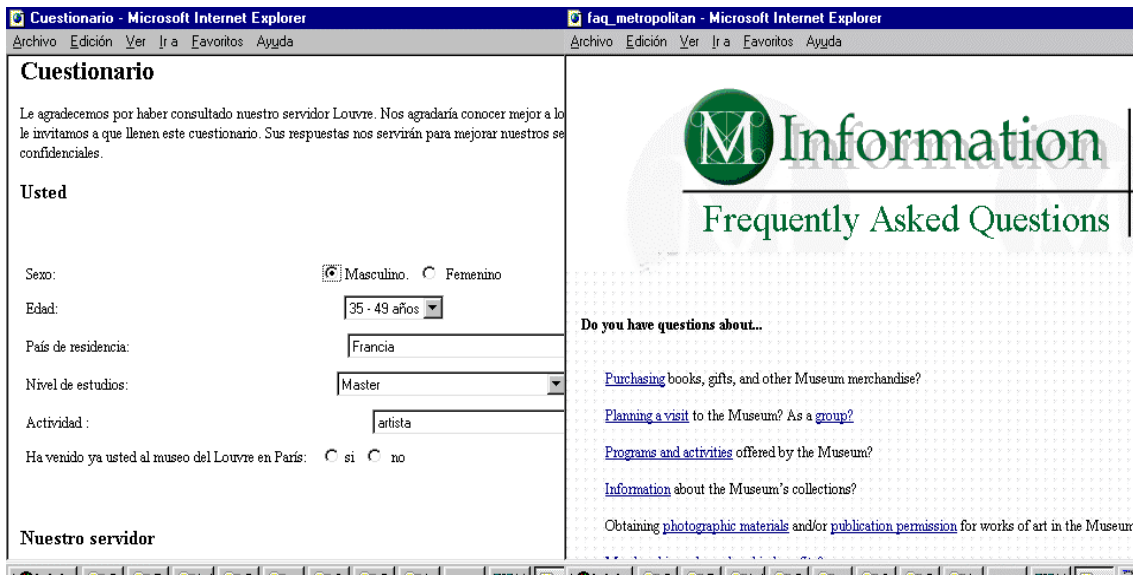 Cuestionario - Microsoft Internet Explorer
Archivo Edición Ver Ir a Favoritos Ayuda
Cuestionario
Le agradecemos por haber consultado nuestro servidor Louvre. Nos agradaría conocer mejor a lo
le invitamos a que llenen este cuestionario. Sus respuestas nos servirán para mejorar nuestros se
confidenciales.
Usted
Sexo: Masculino. Femenino
Edad: 35 - 49 años
País de residencia: Francia
Nivel de estudios: Master
Actividad : artista
Ha venido ya usted al museo del Louvre en París: si no
Nuestro servidor
faq_metropolitan - Microsoft Internet Explorer
Archivo Edición Ver Ir a Favoritos Ayuda
M Information
Frequently Asked Questions
Do you have questions about...
Purchasing books, gifts, and other Museum merchandise?
Planning a visit to the Museum? As a group?
Programs and activities offered by the Museum?
Information about the Museum's collections?
Obtaining photographic materials and/or publication permission for works of art in the Museum